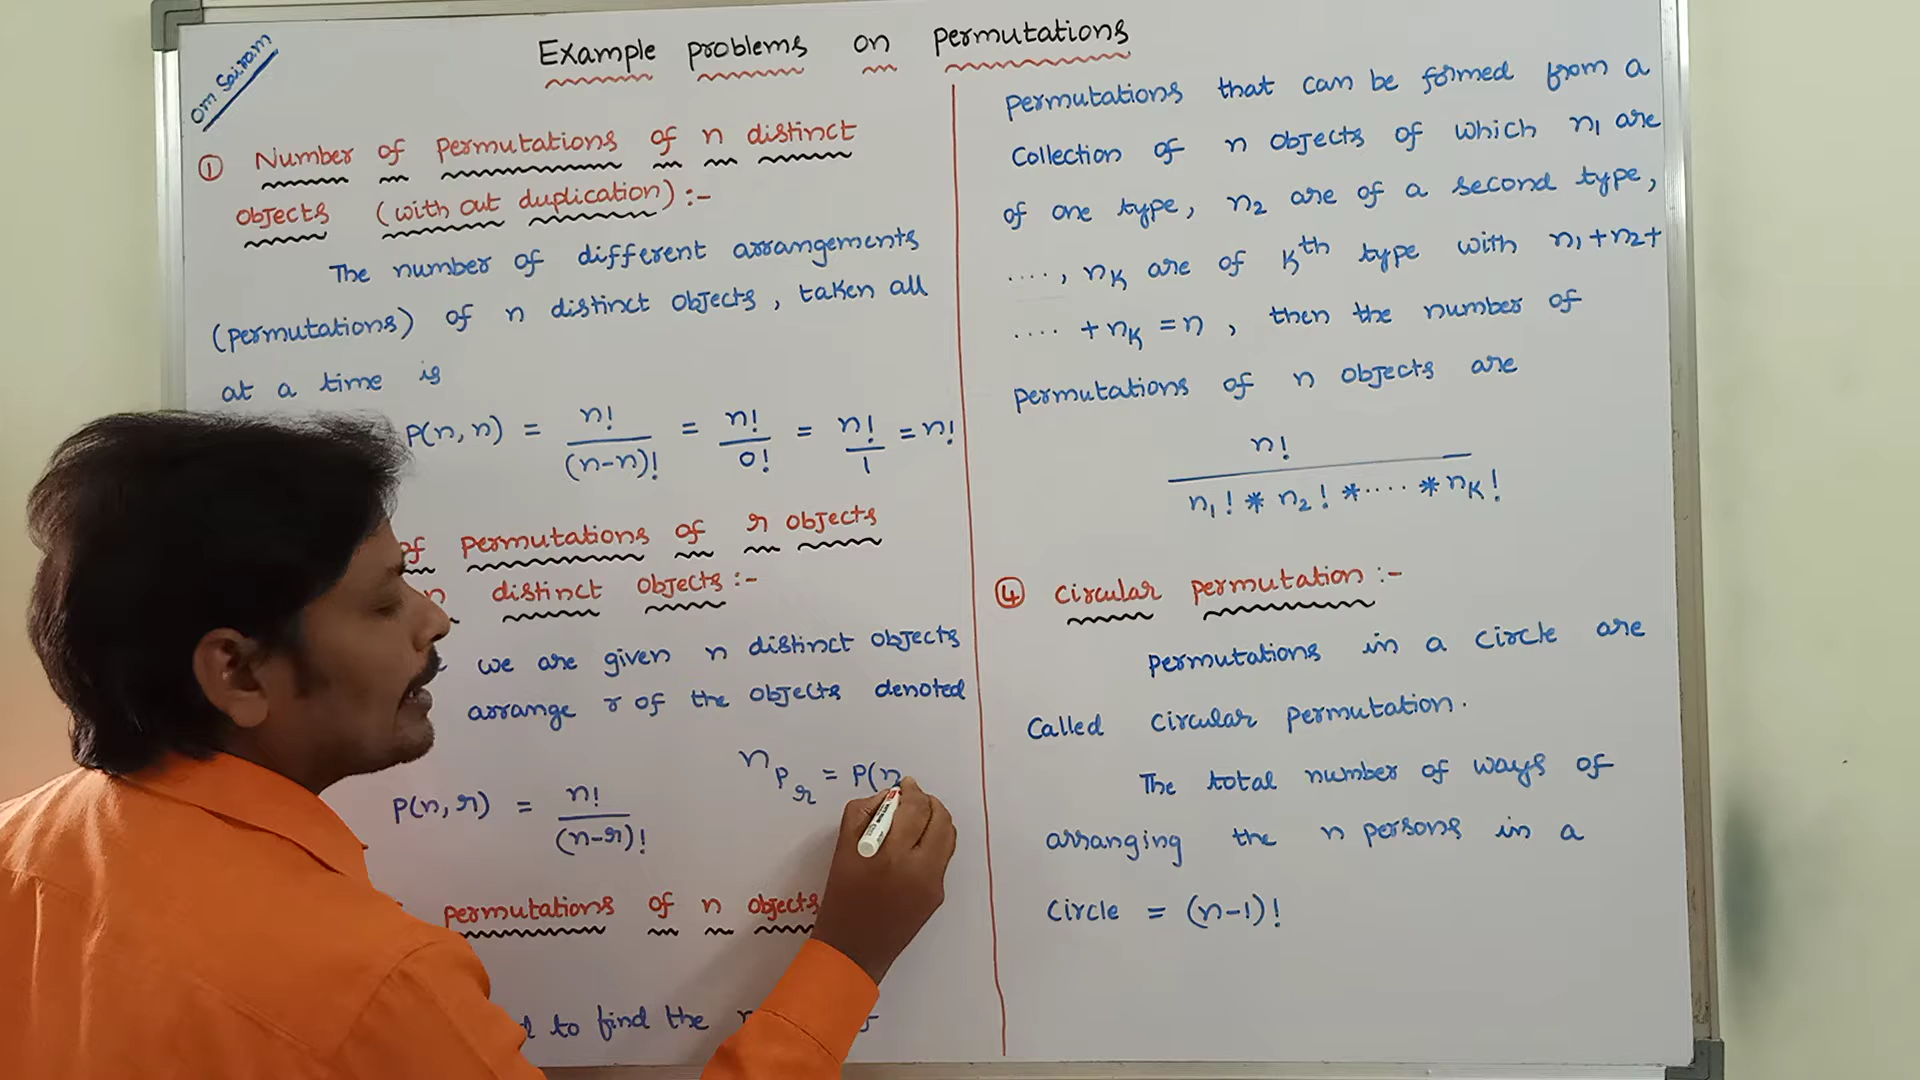 Om Sairam
Example problems on permutations
① Number of permutations of n distinct
objects (with out duplication) :-
The number of different arrangements
(permutations) of n distinct objects, taken all
at a time is
P(n, n) = n!/(n-n)! = n!/0! = n!/1 = n!
of permutations of r objects
n distinct objects :-
we are given n distinct objects
arrange r of the objects denoted
nPr = P(n
P(n, r) = n!/(n-r)!
permutations of n objects
to find the
permutations that can be formed from a
collection of n objects of which n1 are
of one type, n2 are of a second type,
...., nK are of Kth type with n1+n2+
.... + nK = n, then the number of
permutations of n objects are
n!/n1! * n2! * .... * nK!
④ Circular permutation :-
permutations in a circle are
called circular permutation.
The total number of ways of
arranging the n persons in a
circle = (n-1)!